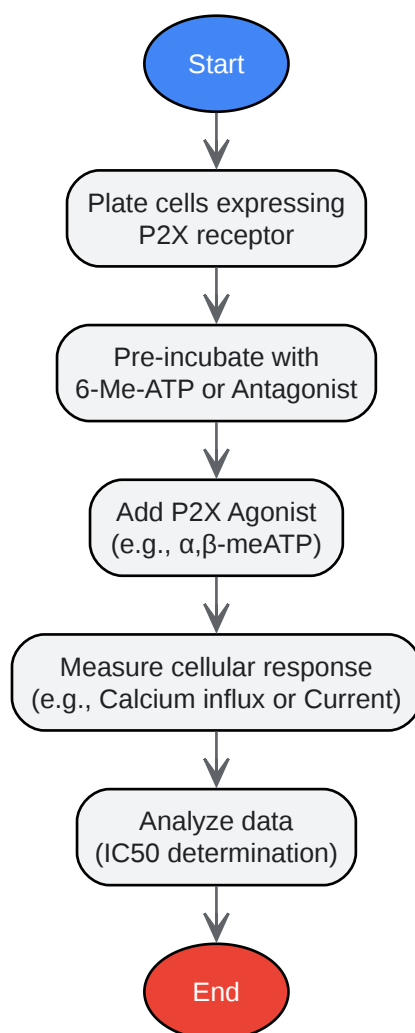 Start
Plate cells expressing
P2X receptor
Pre-incubate with
6-Me-ATP or Antagonist
Add P2X Agonist
(e.g., α,β-meATP)
Measure cellular response
(e.g., Calcium influx or Current)
Analyze data
(IC50 determination)
End